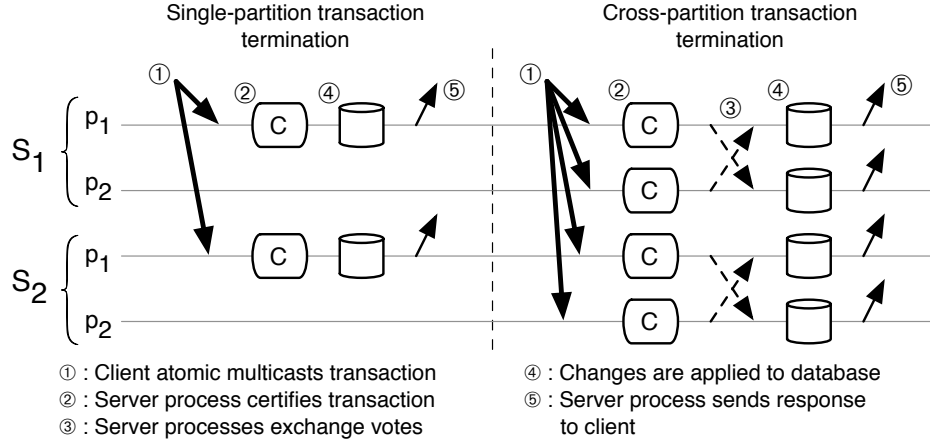 Single-partition transaction
termination
Cross-partition transaction
termination
① ② ④ ⑤
① ② ③ ④ ⑤
S1
p1 C C
p2 C
S2
p1 C C
p2 C
① : Client atomic multicasts transaction
② : Server process certifies transaction
③ : Server processes exchange votes
④ : Changes are applied to database
⑤ : Server process sends response
to client